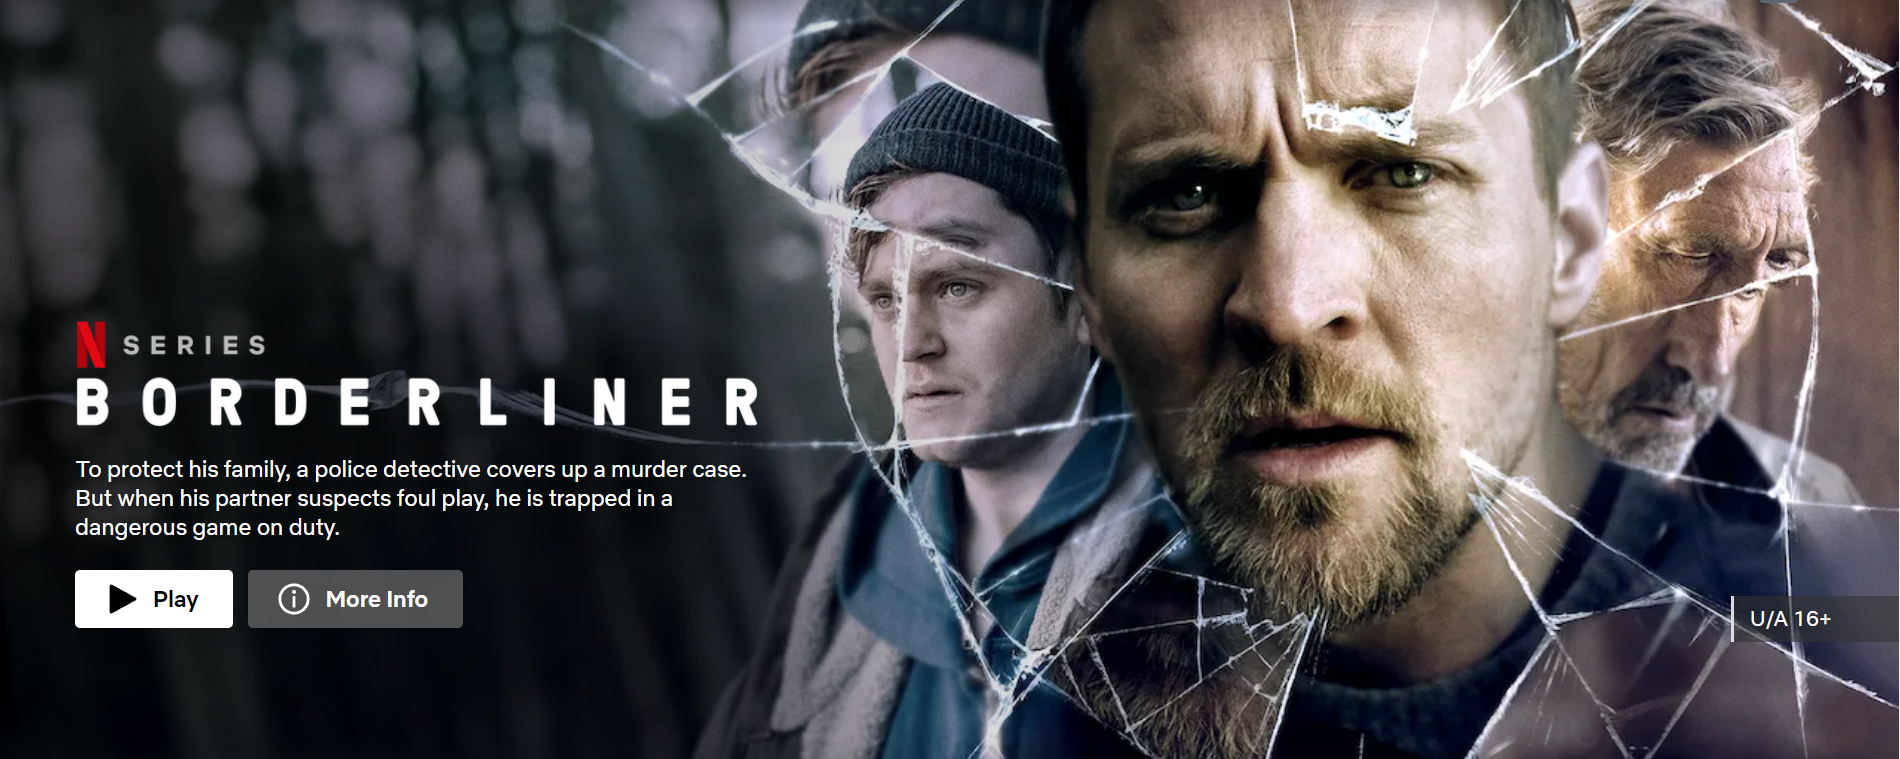 N SERIES
BORDERLINER
To protect his family, a police detective covers up a murder case.
But when his partner suspects foul play, he is trapped in a
dangerous game on duty.
Play
More Info
U/A 16+